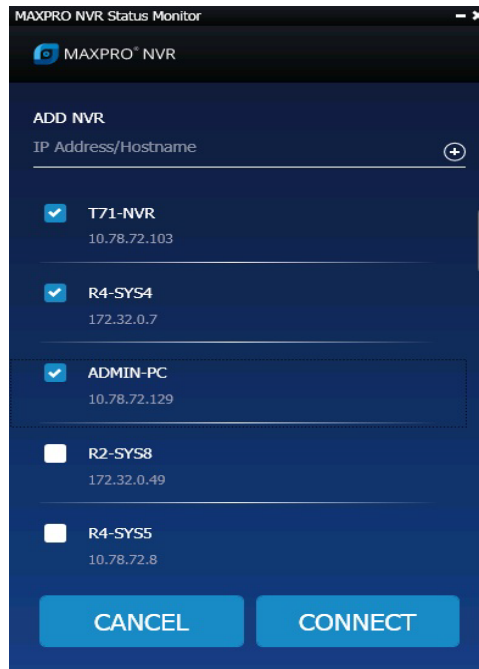 MAXPRO NVR Status Monitor
MAXPRO® NVR
ADD NVR
IP Address/Hostname
T71-NVR
10.78.72.103
R4-SYS4
172.32.0.7
ADMIN-PC
10.78.72.129
R2-SYS8
172.32.0.49
R4-SYS5
10.78.72.8
CANCEL CONNECT